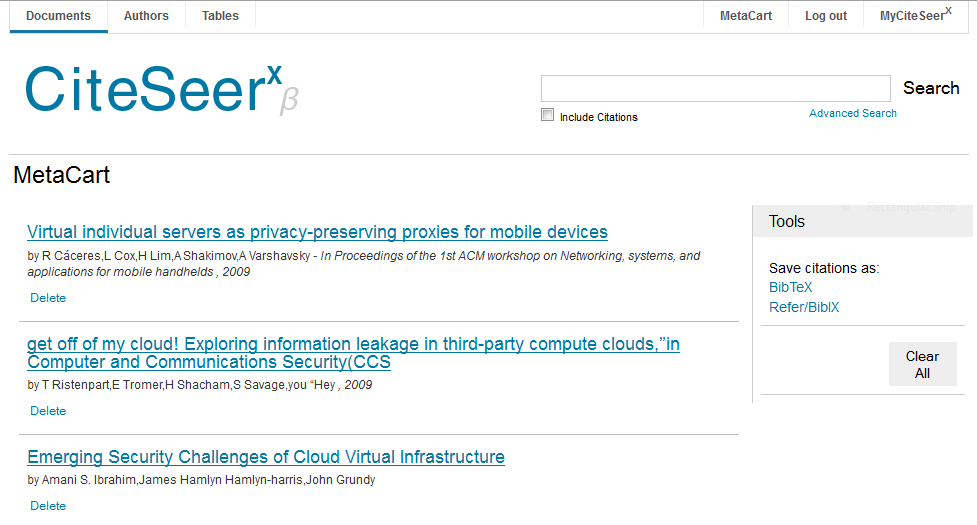 Documents Authors Tables MetaCart Log out MyCiteSeerX
CiteSeerx β
Search
Include Citations Advanced Search
MetaCart
Virtual individual servers as privacy-preserving proxies for mobile devices
by R Cáceres,L Cox,H Lim,A Shakimov,A Varshavsky - In Proceedings of the 1st ACM workshop on Networking, systems, and
applications for mobile handhelds , 2009
Delete
get off of my cloud! Exploring information leakage in third-party compute clouds,”in
Computer and Communications Security(CCS
by T Ristenpart,E Tromer,H Shacham,S Savage,you “Hey , 2009
Delete
Emerging Security Challenges of Cloud Virtual Infrastructure
by Amani S. Ibrahim,James Hamlyn Hamlyn-harris,John Grundy
Delete
Tools
Save citations as:
BibTeX
Refer/BibIX
Clear
All